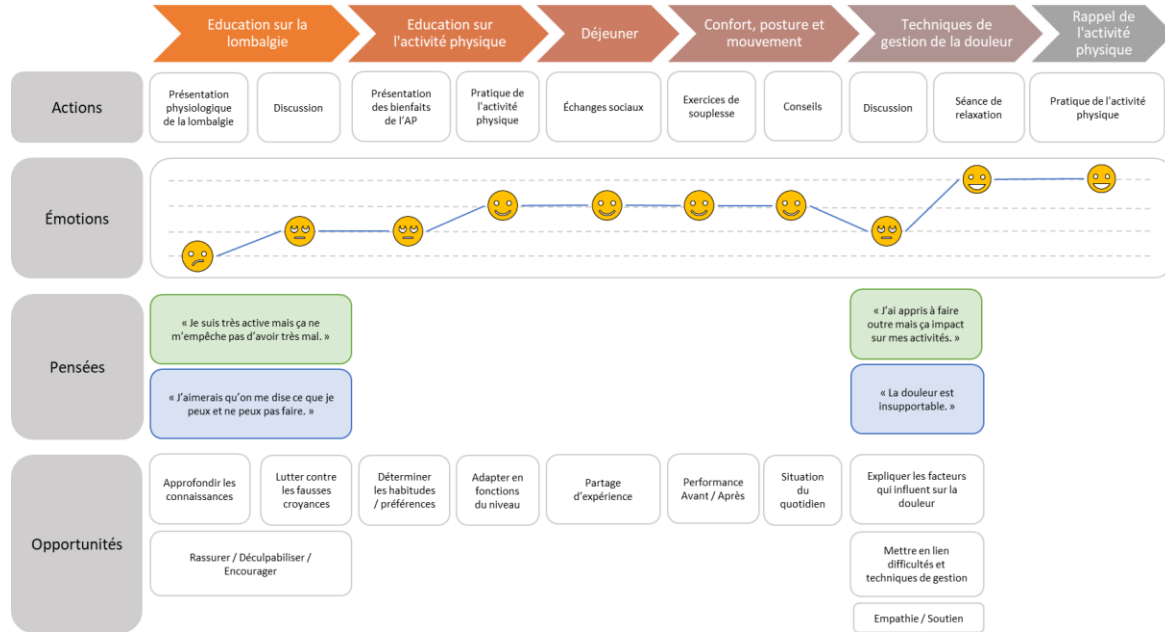 Education sur la
lombalgie
Education sur
l'activité physique
Déjeuner
Confort, posture et
mouvement
Techniques de
gestion de la douleur
Rappel de
l'activité
physique
Actions
Présentation
physiologique
de la lombalgie
Discussion
Présentation
des bienfaits
de l'AP
Pratique de
l'activité
physique
Échanges sociaux
Exercices de
souplesse
Conseils
Discussion
Séance de
relaxation
Pratique de l'activité
physique
Émotions
Pensées
« Je suis très active mais ça ne
m'empêche pas d'avoir très mal. »
« J'aimerais qu'on me dise ce que je
peux et ne peux pas faire. »
« J'ai appris à faire
outre mais ça impact
sur mes activités. »
« La douleur est
insupportable. »
Opportunités
Approfondir les
connaissances
Lutter contre
les fausses
croyances
Déterminer
les habitudes
/ préférences
Adapter en
fonctions
du niveau
Partage
d'expérience
Performance
Avant / Après
Situation
du
quotidien
Expliquer les facteurs
qui influent sur la
douleur
Rassurer / Déculpabiliser /
Encourager
Mettre en lien
difficultés et
techniques de gestion
Empathie / Soutien